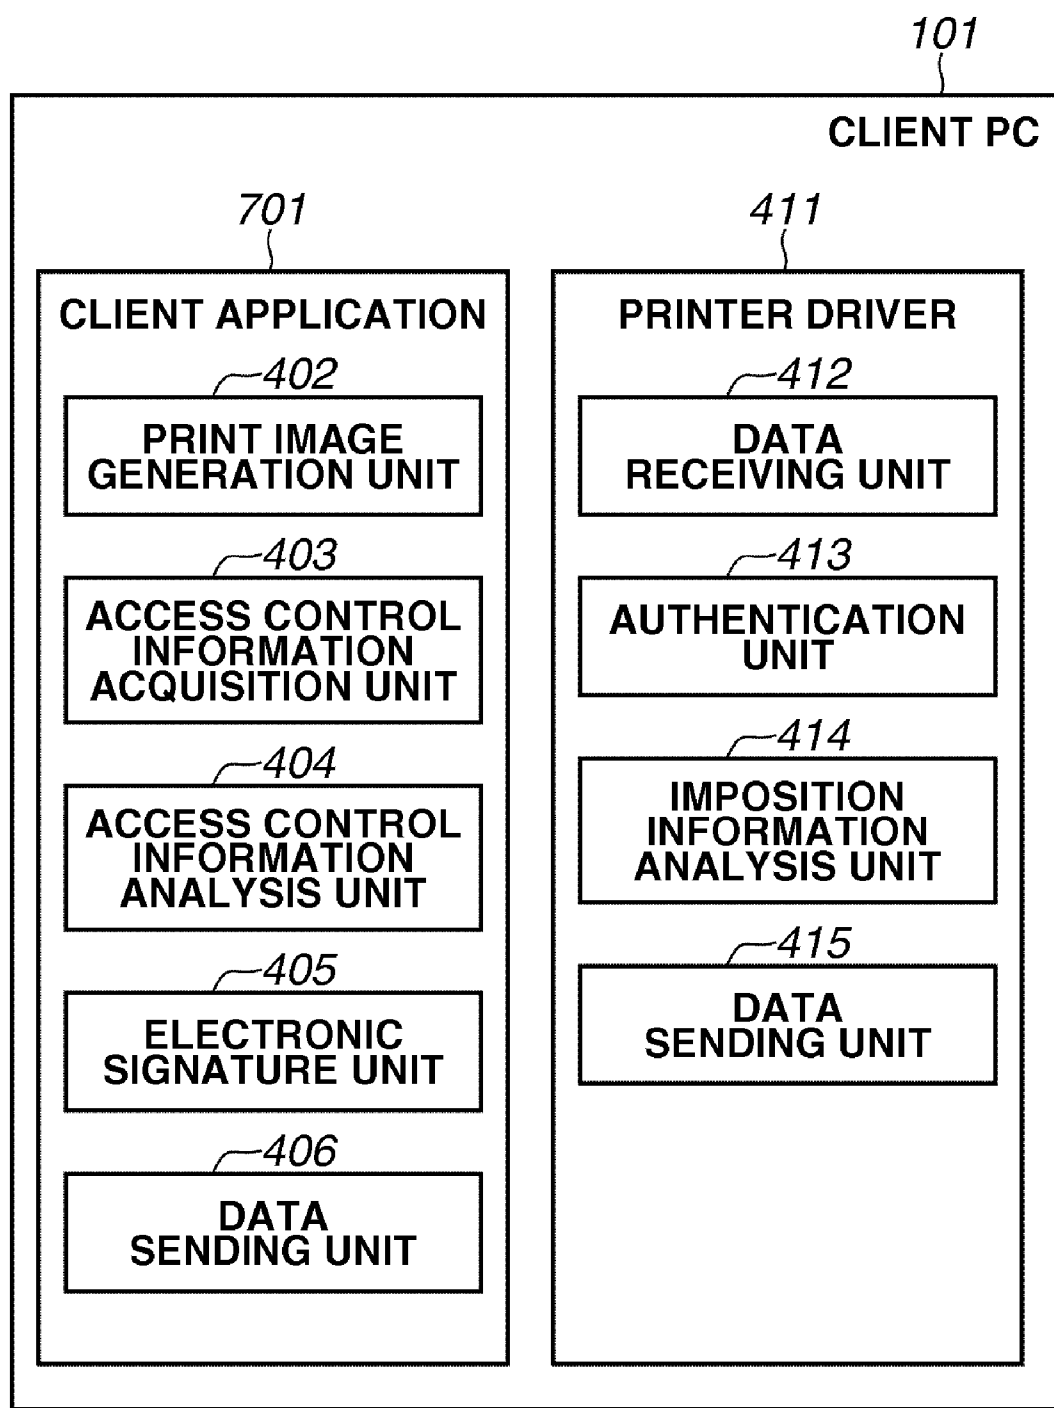 101
CLIENT PC
701
CLIENT APPLICATION
402
PRINT IMAGE
GENERATION UNIT
403
ACCESS CONTROL
INFORMATION
ACQUISITION UNIT
404
ACCESS CONTROL
INFORMATION
ANALYSIS UNIT
405
ELECTRONIC
SIGNATURE UNIT
406
DATA
SENDING UNIT
411
PRINTER DRIVER
412
DATA
RECEIVING UNIT
413
AUTHENTICATION
UNIT
414
IMPOSITION
INFORMATION
ANALYSIS UNIT
415
DATA
SENDING UNIT